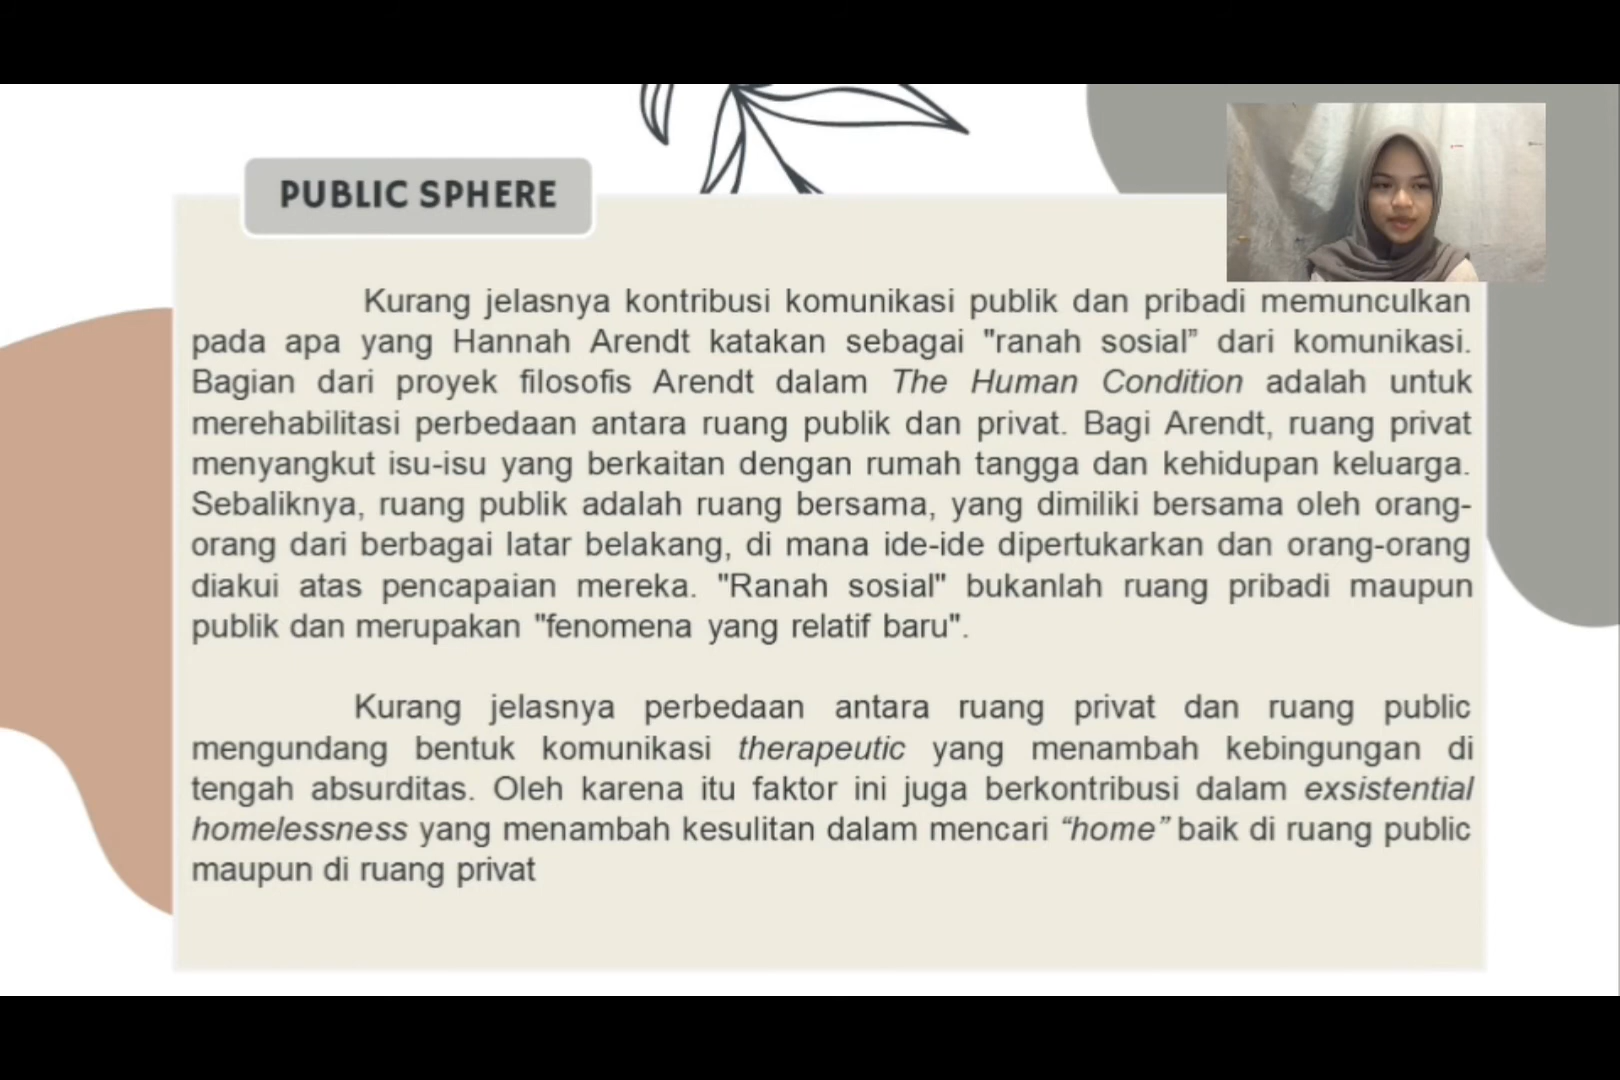 PUBLIC SPHERE
Kurang jelasnya kontribusi komunikasi publik dan pribadi memunculkan
pada apa yang Hannah Arendt katakan sebagai "ranah sosial” dari komunikasi.
Bagian dari proyek filosofis Arendt dalam The Human Condition adalah untuk
merehabilitasi perbedaan antara ruang publik dan privat. Bagi Arendt, ruang privat
menyangkut isu-isu yang berkaitan dengan rumah tangga dan kehidupan keluarga.
Sebaliknya, ruang publik adalah ruang bersama, yang dimiliki bersama oleh orang-
orang dari berbagai latar belakang, di mana ide-ide dipertukarkan dan orang-orang
diakui atas pencapaian mereka. "Ranah sosial" bukanlah ruang pribadi maupun
publik dan merupakan "fenomena yang relatif baru".
Kurang jelasnya perbedaan antara ruang privat dan ruang public
mengundang bentuk komunikasi therapeutic yang menambah kebingungan di
tengah absurditas. Oleh karena itu faktor ini juga berkontribusi dalam exsistential
homelessness yang menambah kesulitan dalam mencari “home” baik di ruang public
maupun di ruang privat